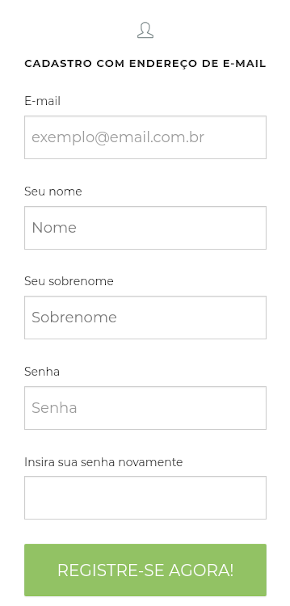 CADASTRO COM ENDEREÇO DE E-MAIL
E-mail
exemplo@email.com.br
Seu nome
Nome
Seu sobrenome
Sobrenome
Senha
Senha
Insira sua senha novamente
REGISTRE-SE AGORA!